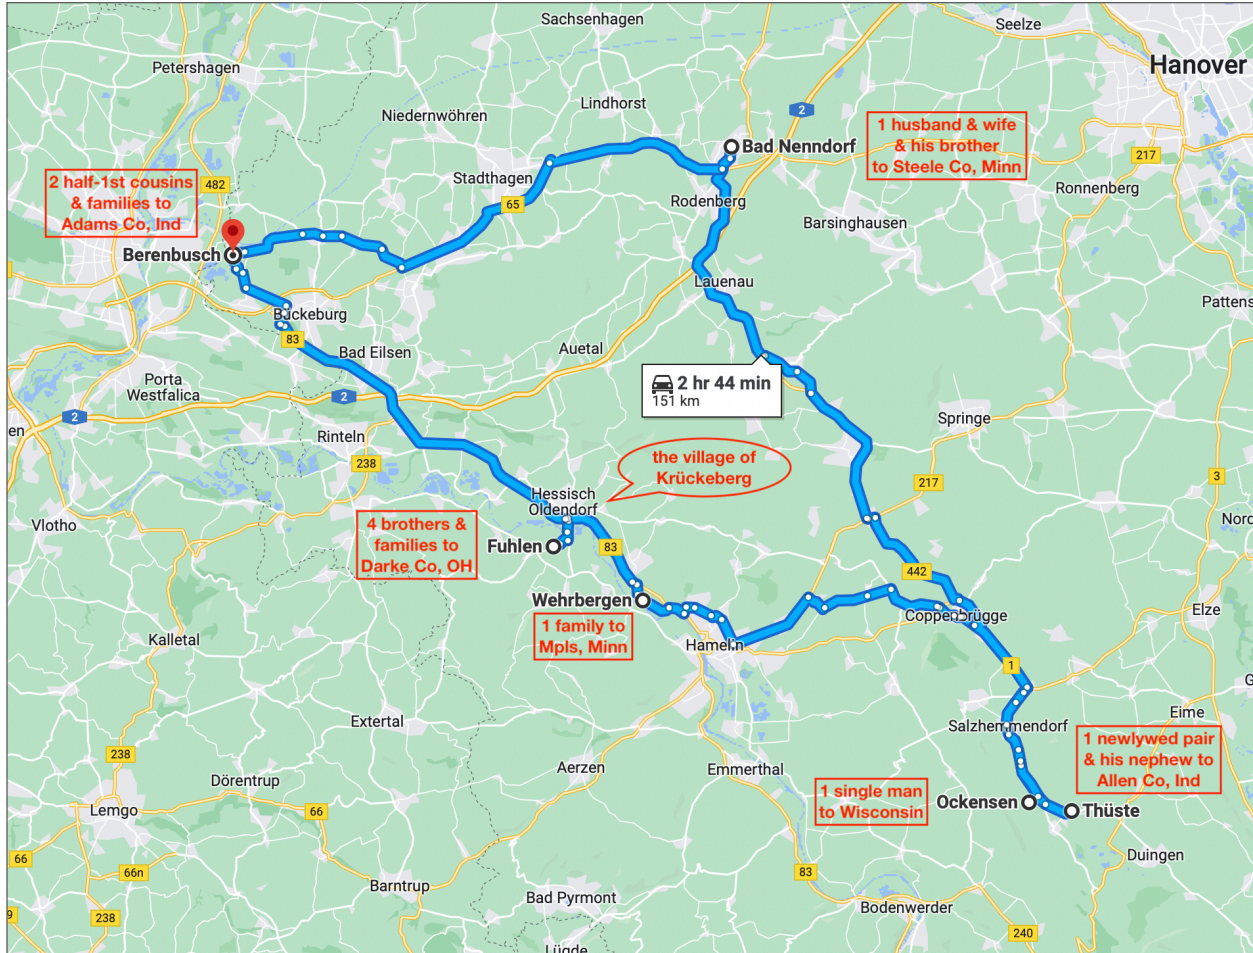 Sachsenhagen
Seelze
Hanover
Petershagen
Lindhorst
2
Niedernwöhren
1 husband & wife
& his brother
to Steele Co, Minn
Bad Nenndorf
217
2 half-1st cousins
& families to
Adams Co, Ind
482
Stadthagen
65
Rodenberg
Ronnenberg
Barsinghausen
Berenbusch
Lauenau
Pattens
Bückeburg
83
Bad Eilsen
Auetal
2 hr 44 min
151 km
Porta
Westfalica
2
2
en
Springe
Rinteln
238
the village of
Krückeberg
217
3
Hessisch
Oldendorf
Vlotho
Nord
4 brothers &
families to
Darke Co, OH
Fuhlen
83
442
Wehrbergen
1 family to
Mpls, Minn
Coppenbrügge
Elze
Kalletal
Hameln
1
G
Extertal
Salzhemmendorf
Eime
1 newlywed pair
& his nephew to
Allen Co, Ind
238
Aerzen
Emmerthal
Dörentrup
1 single man
to Wisconsin
Ockensen
Thüste
Lemgo
66
66
66n
Duingen
83
Barntrup
Bad Pyrmont
Bodenwerder
9
238
240
Lügde